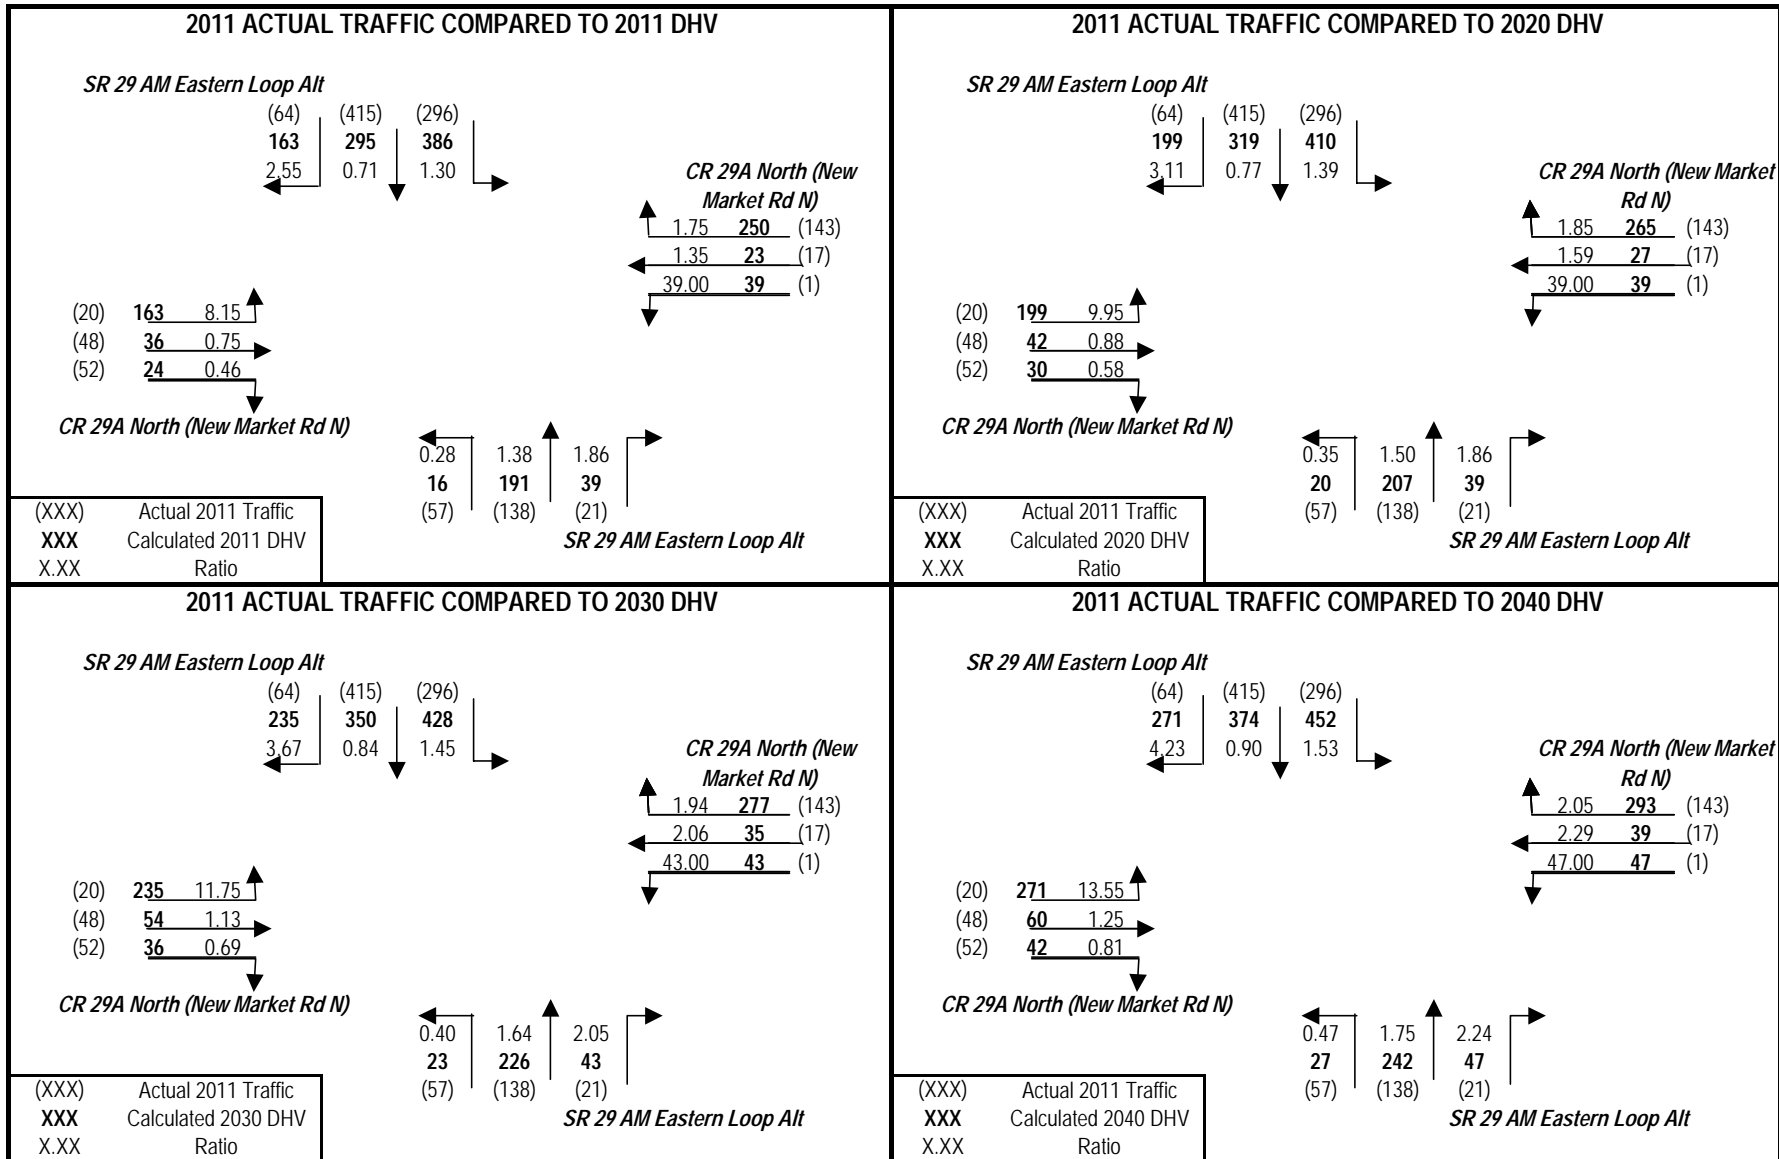 2011 ACTUAL TRAFFIC COMPARED TO 2011 DHV
SR 29 AM Eastern Loop Alt
(64) (415) (296)
163 295 386
2.55 0.71 1.30
CR 29A North (New
Market Rd N)
1.75 250 (143)
1.35 23 (17)
39.00 39 (1)
(20) 163 8.15
(48) 36 0.75
(52) 24 0.46
CR 29A North (New Market Rd N)
0.28 1.38 1.86
16 191 39
(57) (138) (21)
SR 29 AM Eastern Loop Alt
(XXX) Actual 2011 Traffic
XXX Calculated 2011 DHV
X.XX Ratio
2011 ACTUAL TRAFFIC COMPARED TO 2020 DHV
SR 29 AM Eastern Loop Alt
(64) (415) (296)
199 319 410
3.11 0.77 1.39
CR 29A North (New Market
Rd N)
1.85 265 (143)
1.59 27 (17)
39.00 39 (1)
(20) 199 9.95
(48) 42 0.88
(52) 30 0.58
CR 29A North (New Market Rd N)
0.35 1.50 1.86
20 207 39
(57) (138) (21)
SR 29 AM Eastern Loop Alt
(XXX) Actual 2011 Traffic
XXX Calculated 2020 DHV
X.XX Ratio
2011 ACTUAL TRAFFIC COMPARED TO 2030 DHV
SR 29 AM Eastern Loop Alt
(64) (415) (296)
235 350 428
3.67 0.84 1.45
CR 29A North (New
Market Rd N)
1.94 277 (143)
2.06 35 (17)
43.00 43 (1)
(20) 235 11.75
(48) 54 1.13
(52) 36 0.69
CR 29A North (New Market Rd N)
0.40 1.64 2.05
23 226 43
(57) (138) (21)
SR 29 AM Eastern Loop Alt
(XXX) Actual 2011 Traffic
XXX Calculated 2030 DHV
X.XX Ratio
2011 ACTUAL TRAFFIC COMPARED TO 2040 DHV
SR 29 AM Eastern Loop Alt
(64) (415) (296)
271 374 452
4.23 0.90 1.53
CR 29A North (New Market
Rd N)
2.05 293 (143)
2.29 39 (17)
47.00 47 (1)
(20) 271 13.55
(48) 60 1.25
(52) 42 0.81
CR 29A North (New Market Rd N)
0.47 1.75 2.24
27 242 47
(57) (138) (21)
SR 29 AM Eastern Loop Alt
(XXX) Actual 2011 Traffic
XXX Calculated 2040 DHV
X.XX Ratio